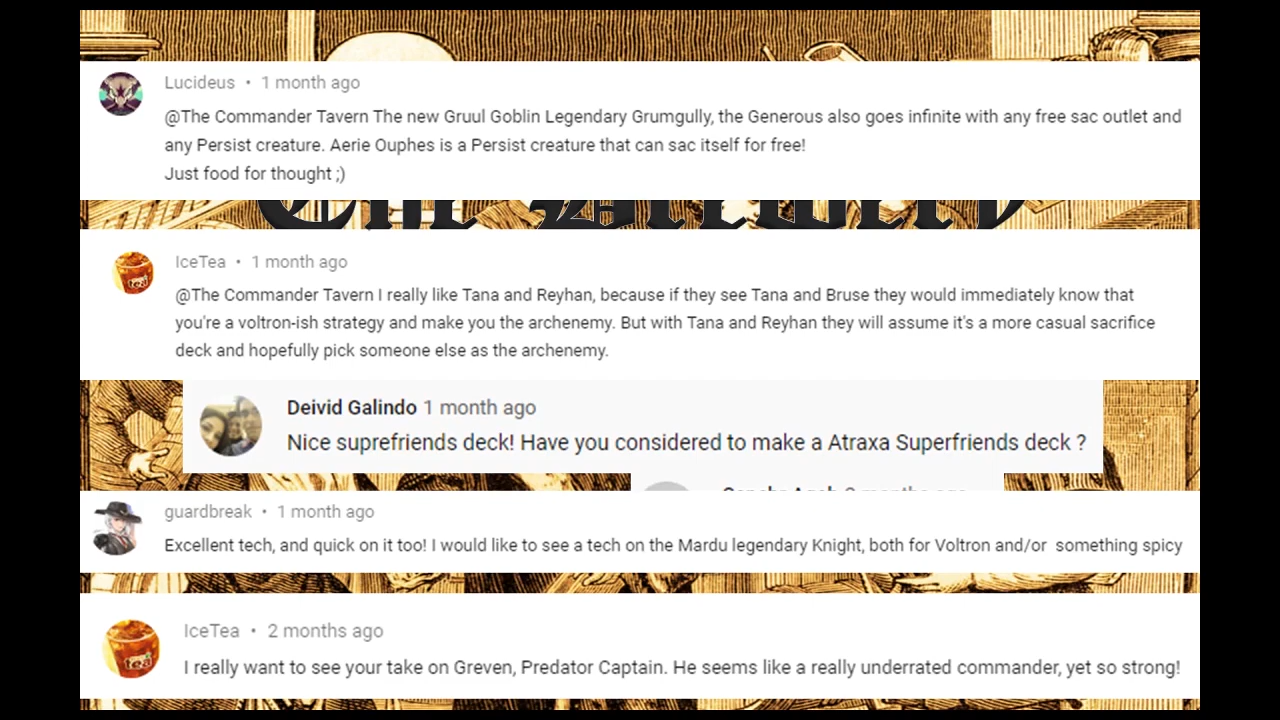 Lucideus • 1 month ago
@The Commander Tavern The new Gruul Goblin Legendary Grumgully, the Generous also goes infinite with any free sac outlet and
any Persist creature. Aerie Ouphes is a Persist creature that can sac itself for free!
Just food for thought ;)
IceTea • 1 month ago
@The Commander Tavern I really like Tana and Reyhan, because if they see Tana and Bruse they would immediately know that
you're a voltron-ish strategy and make you the archenemy. But with Tana and Reyhan they will assume it's a more casual sacrifice
deck and hopefully pick someone else as the archenemy.
Deivid Galindo 1 month ago
Nice suprefriends deck! Have you considered to make a Atraxa Superfriends deck ?
guardbreak • 1 month ago
Excellent tech, and quick on it too! I would like to see a tech on the Mardu legendary Knight, both for Voltron and/or something spicy
IceTea • 2 months ago
I really want to see your take on Greven, Predator Captain. He seems like a really underrated commander, yet so strong!